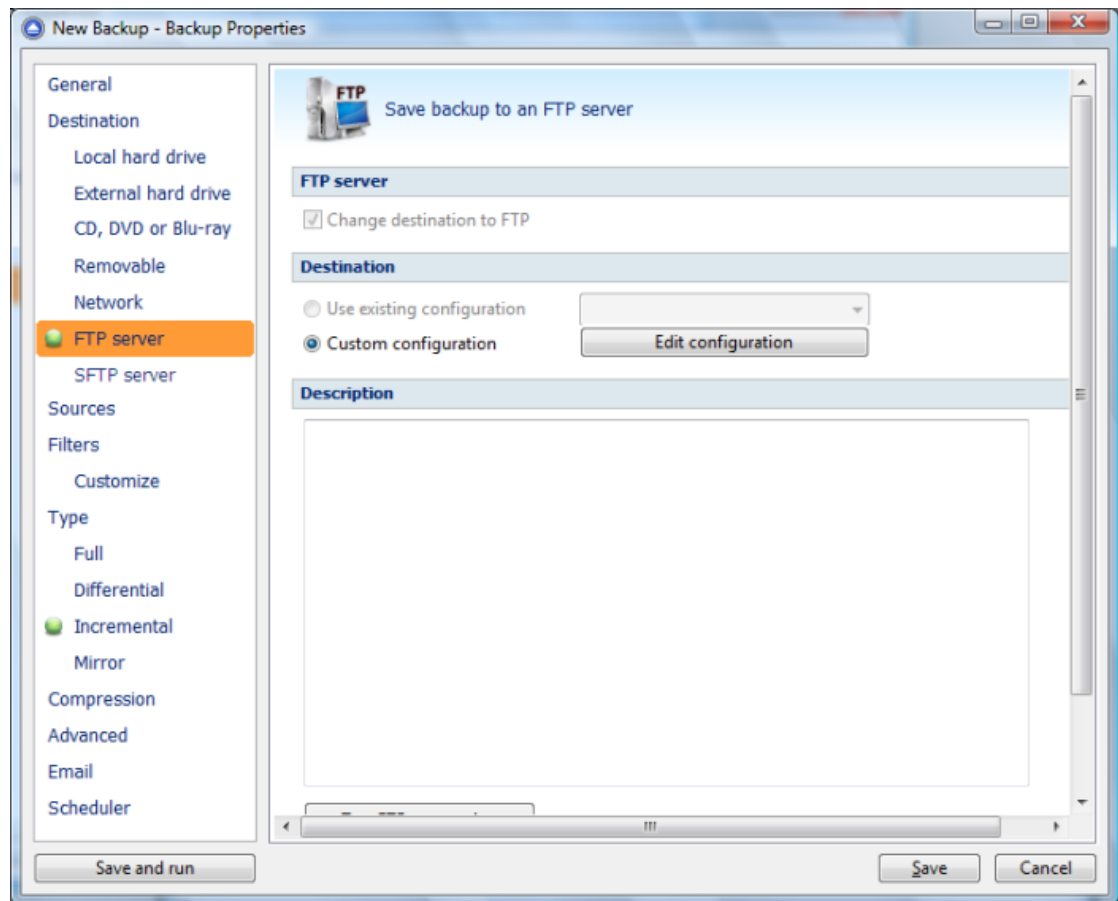 New Backup - Backup Properties
General
Destination
Local hard drive
External hard drive
CD, DVD or Blu-ray
Removable
Network
FTP server
SFTP server
Sources
Filters
Customize
Type
Full
Differential
Incremental
Mirror
Compression
Advanced
Email
Scheduler
FTP
Save backup to an FTP server
FTP server
Change destination to FTP
Destination
Use existing configuration
Custom configuration Edit configuration
Description
Save and run Save Cancel